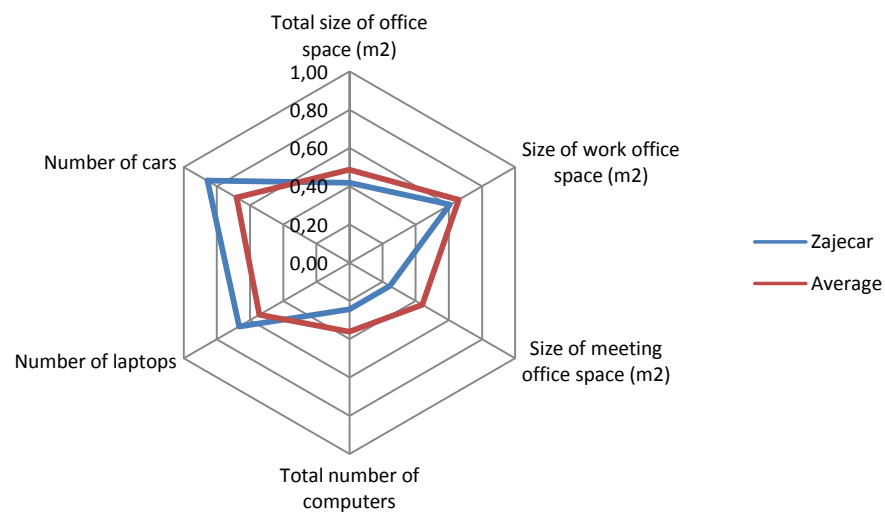 Total size of office
space (m2)
1,00
0,80
0,60
0,40
0,20
0,00
Size of work office
space (m2)
Size of meeting
office space (m2)
Total number of
computers
Number of laptops
Number of cars
Zajecar
Average